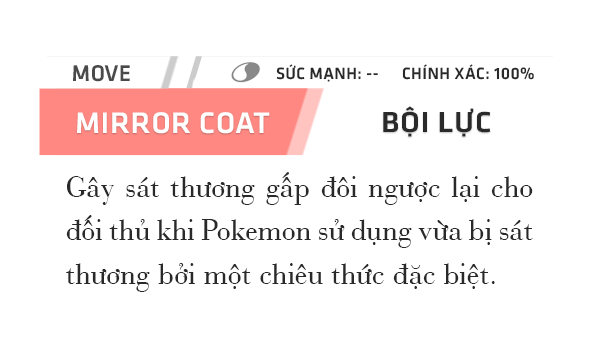 MOVE SỨC MẠNH: -- CHÍNH XÁC: 100%
MIRROR COAT BỘI LỰC
Gây sát thương gấp đôi ngược lại cho
đối thủ khi Pokemon sử dụng vừa bị sát
thương bởi một chiêu thức đặc biệt.